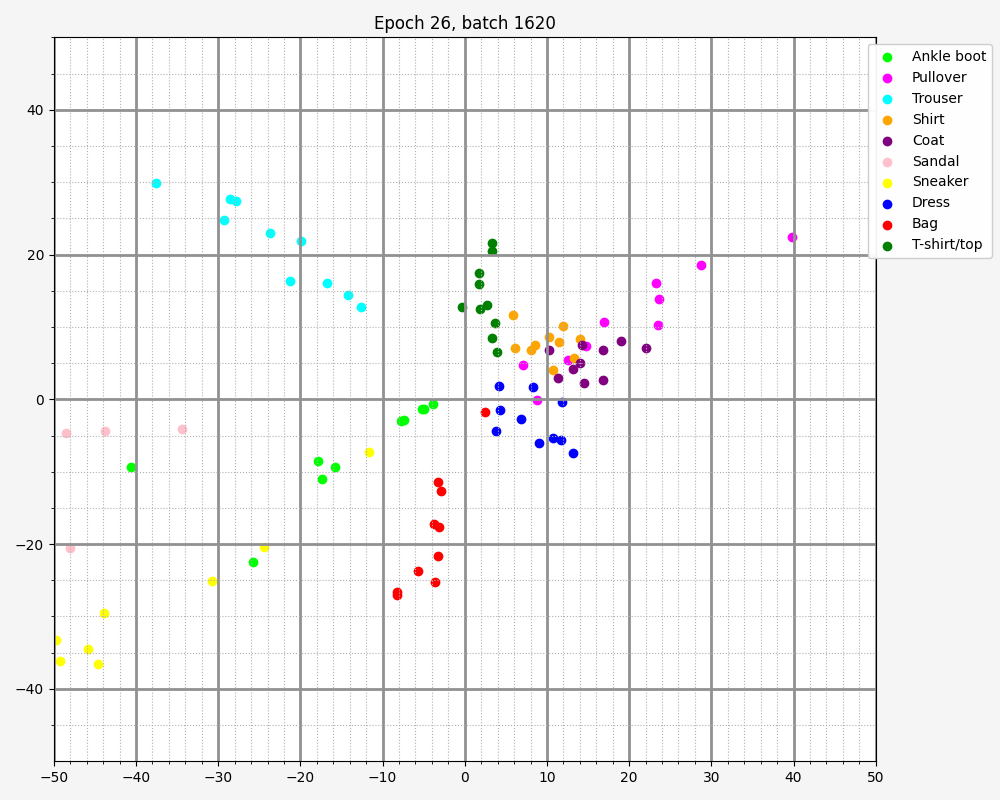 Epoch 26, batch 1620
Ankle boot
Pullover
Trouser
Shirt
Coat
Sandal
Sneaker
Dress
Bag
T-shirt/top
40
20
0
−20
−40
−50 −40 −30 −20 −10 0 10 20 30 40 50